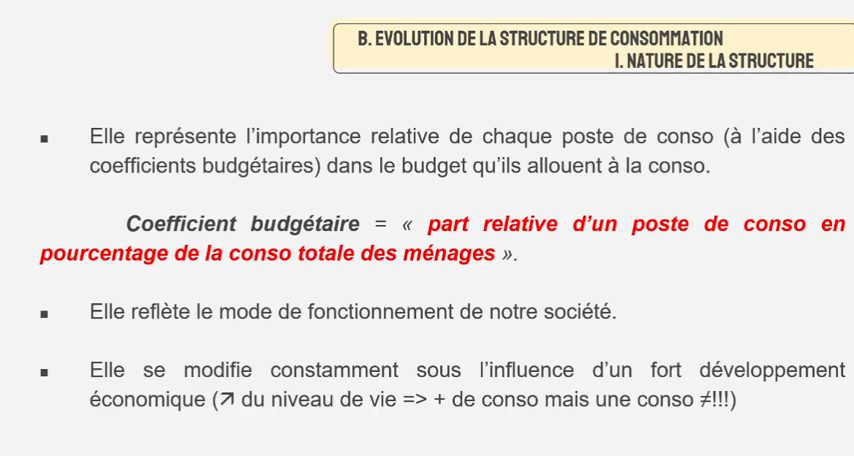 B. EVOLUTION DE LA STRUCTURE DE CONSOMMATION
I. NATURE DE LA STRUCTURE
▪ Elle représente l’importance relative de chaque poste de conso (à l’aide des
coefficients budgétaires) dans le budget qu’ils allouent à la conso.
Coefficient budgétaire = « part relative d’un poste de conso en
pourcentage de la conso totale des ménages ».
▪ Elle reflète le mode de fonctionnement de notre société.
▪ Elle se modifie constamment sous l’influence d’un fort développement
économique (↗ du niveau de vie => + de conso mais une conso ≠!!!)